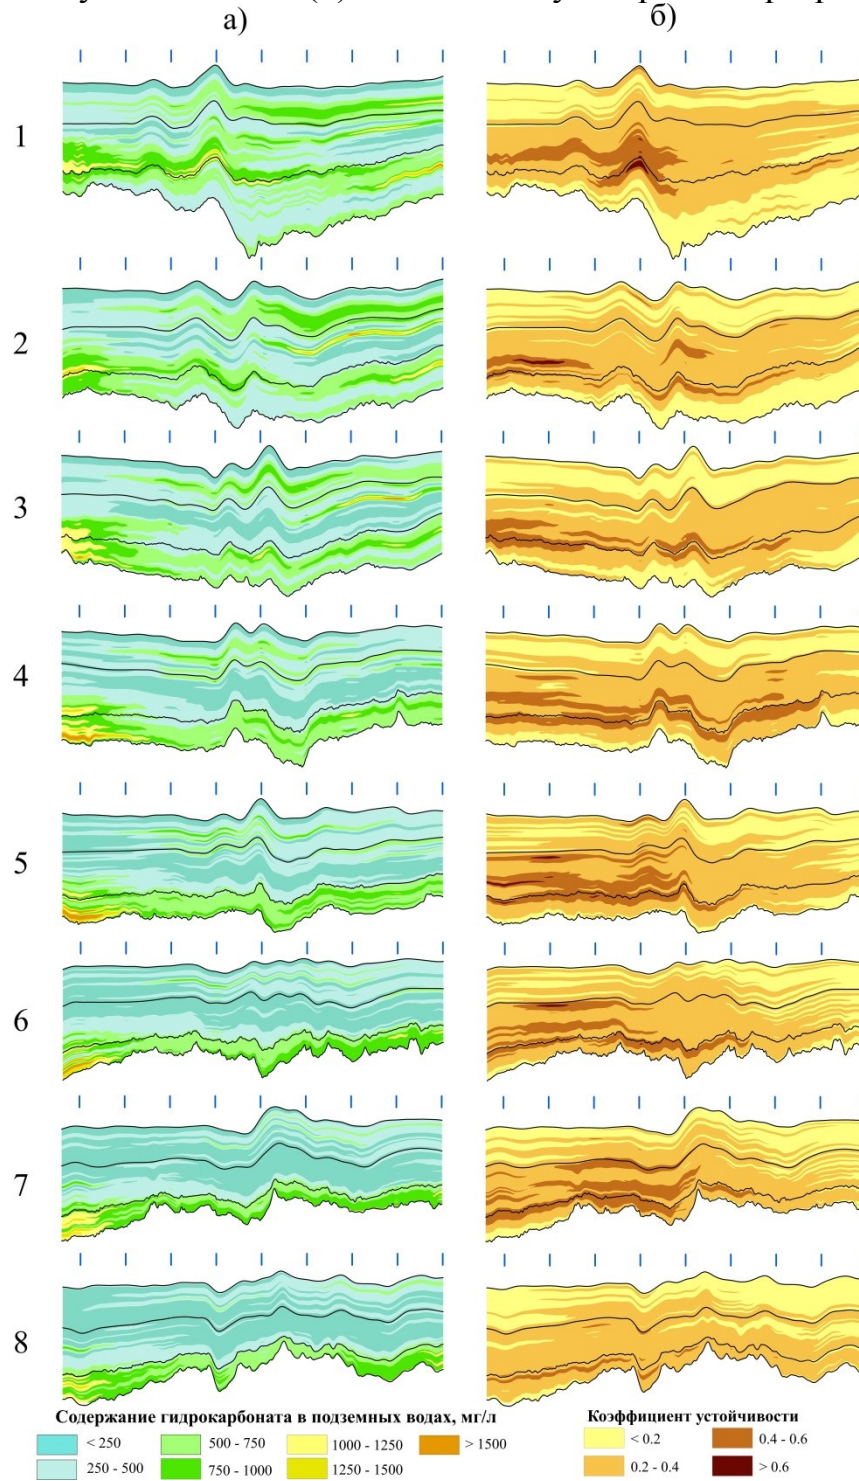 а)
б)
1
2
3
4
5
6
7
8
Содержание гидрокарбоната в подземных водах, мг/л
< 250
500 - 750
1000 - 1250
> 1500
250 - 500
750 - 1000
1250 - 1500
Коэффициент устойчивости
< 0.2
0.4 - 0.6
0.2 - 0.4
> 0.6